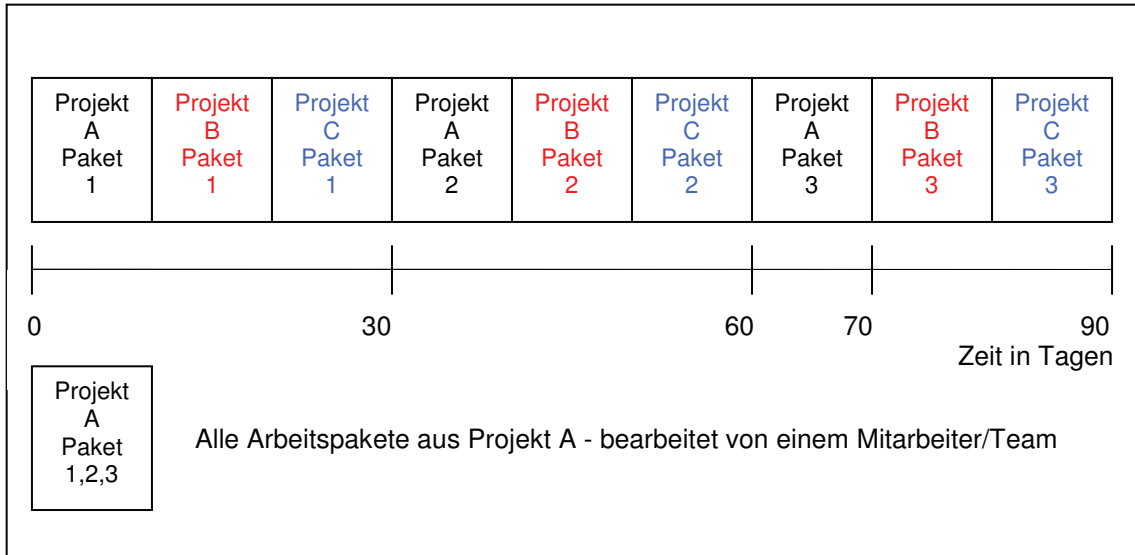 Projekt
A
Paket
1
Projekt
B
Paket
1
Projekt
C
Paket
1
Projekt
A
Paket
2
Projekt
B
Paket
2
Projekt
C
Paket
2
Projekt
A
Paket
3
Projekt
B
Paket
3
Projekt
C
Paket
3
0 30 60 70 90
Zeit in Tagen
Projekt
A
Paket
1,2,3
Alle Arbeitspakete aus Projekt A - bearbeitet von einem Mitarbeiter/Team